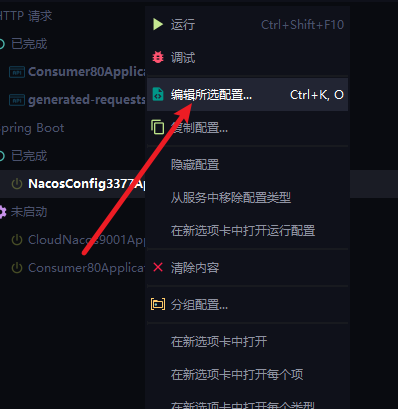 HTTP 请求
已完成
Consumer80Applica
generated-requests
Spring Boot
已完成
NacosConfig3377Ap
未启动
CloudNacos9001App
Consumer80Applicat
运行 Ctrl+Shift+F10
调试
编辑所选配置... Ctrl+K, O
复制配置...
隐藏配置
从服务中移除配置类型
在新选项卡中打开运行配置
清除内容
分组配置...
在新选项卡中打开
在新选项卡中打开每个项
在新选项卡中打开每个类型